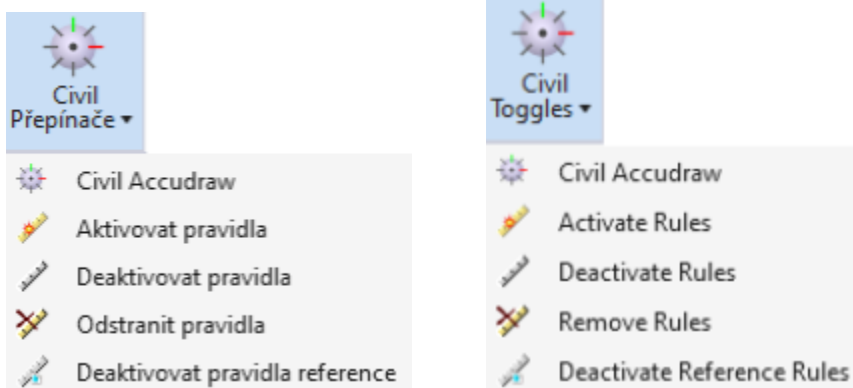 Civil
Přepínače
Civil Accudraw
Aktivovat pravidla
Deaktivovat pravidla
Odstranit pravidla
Deaktivovat pravidla reference
Civil
Toggles
Civil Accudraw
Activate Rules
Deactivate Rules
Remove Rules
Deactivate Reference Rules